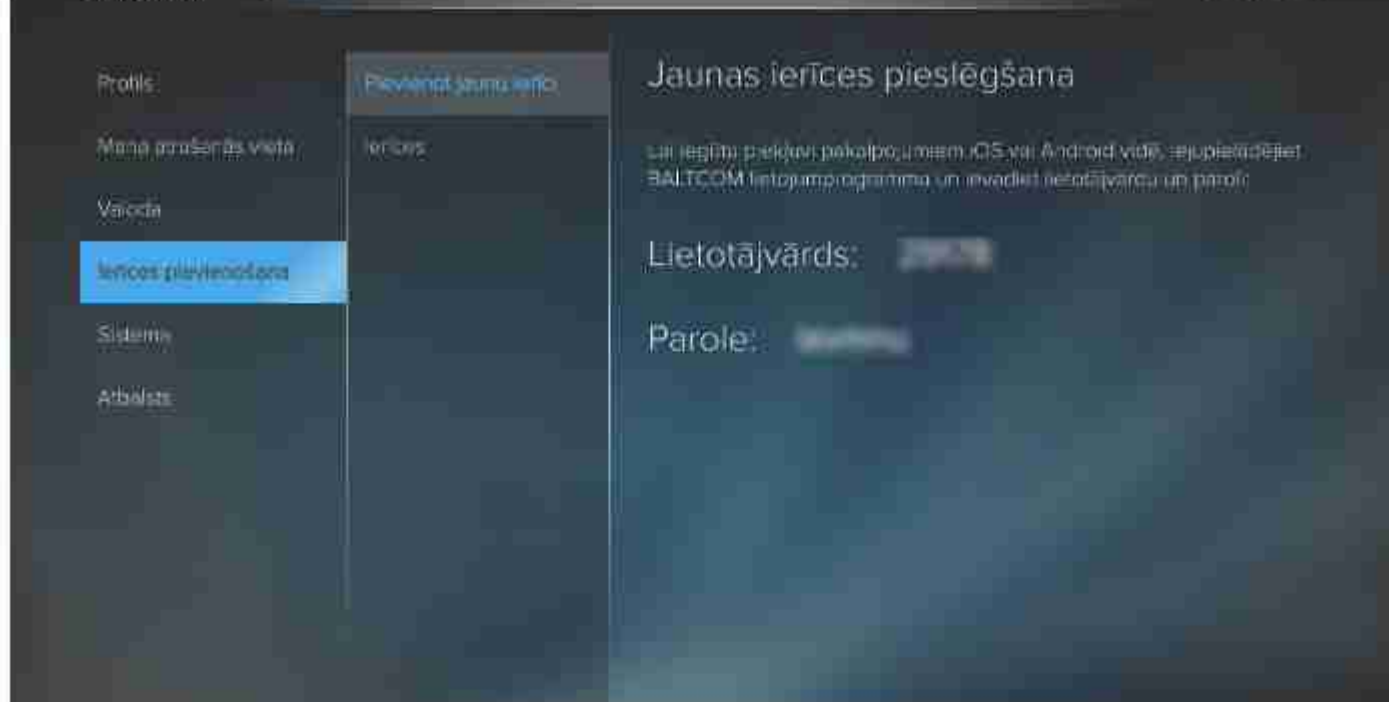 Profils
Mana atrašanās vieta
Valoda
Ierīces pievienošana
Sistēma
Atbalsts
Pievienot jaunu ierīci
Ierīces
Jaunas ierīces pieslēgšana
Lai iegūtu piekļuvi pakalpojumiem iOS vai Android vidē, lejupielādējiet
BALTCOM lietojumprogrammu un ievadiet lietotājvārdu un paroli:
Lietotājvārds:
Parole: